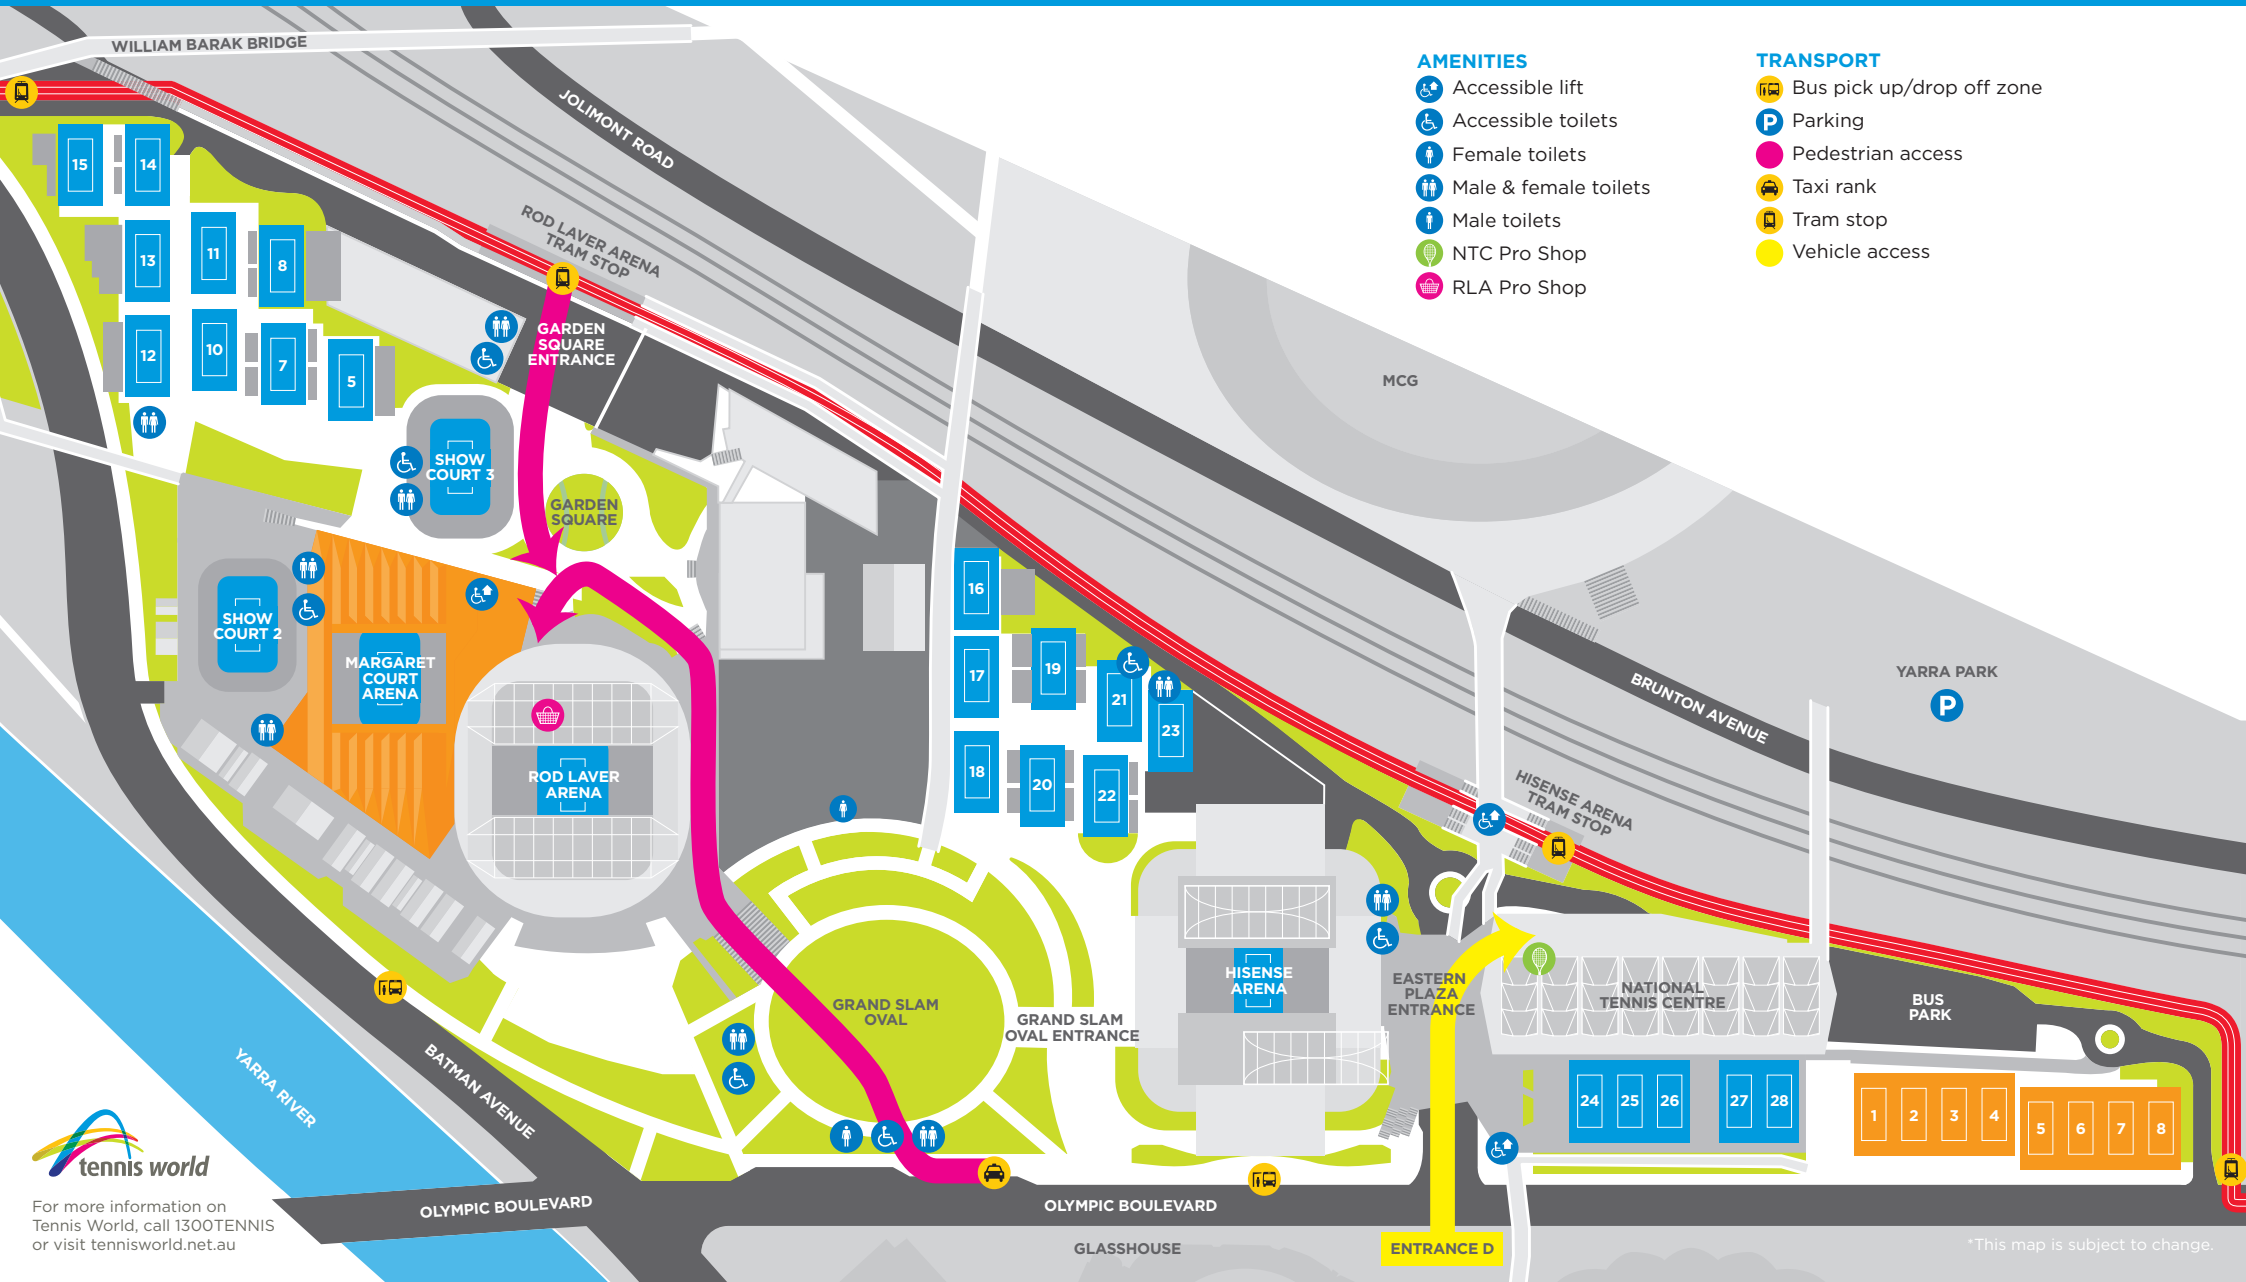 WILLIAM BARAK BRIDGE
JOLIMONT ROAD
ROD LAVER ARENA
TRAM STOP
AMENITIES
Accessible lift
Accessible toilets
Female toilets
Male & female toilets
Male toilets
NTC Pro Shop
RLA Pro Shop
TRANSPORT
Bus pick up/drop off zone
P
Parking
Pedestrian access
Taxi rank
Tram stop
Vehicle access
15
14
13
11
8
12
10
7
5
GARDEN
SQUARE
ENTRANCE
MCG
SHOW
COURT 3
GARDEN
SQUARE
SHOW
COURT 2
MARGARET
COURT
ARENA
ROD LAVER
ARENA
16
17
18
19
20
21
22
23
BRUNTON AVENUE
YARRA PARK
P
HISENSE ARENA
TRAM STOP
HISENSE
ARENA
EASTERN
PLAZA
ENTRANCE
NATIONAL
TENNIS CENTRE
BUS
PARK
GRAND SLAM
OVAL
GRAND SLAM
OVAL ENTRANCE
24
25
26
27
28
1
2
3
4
5
6
7
8
YARRA RIVER
BATMAN AVENUE
OLYMPIC BOULEVARD
OLYMPIC BOULEVARD
GLASSHOUSE
ENTRANCE D
tennis world
For more information on
Tennis World, call 1300TENNIS
or visit tennisworld.net.au
*This map is subject to change.